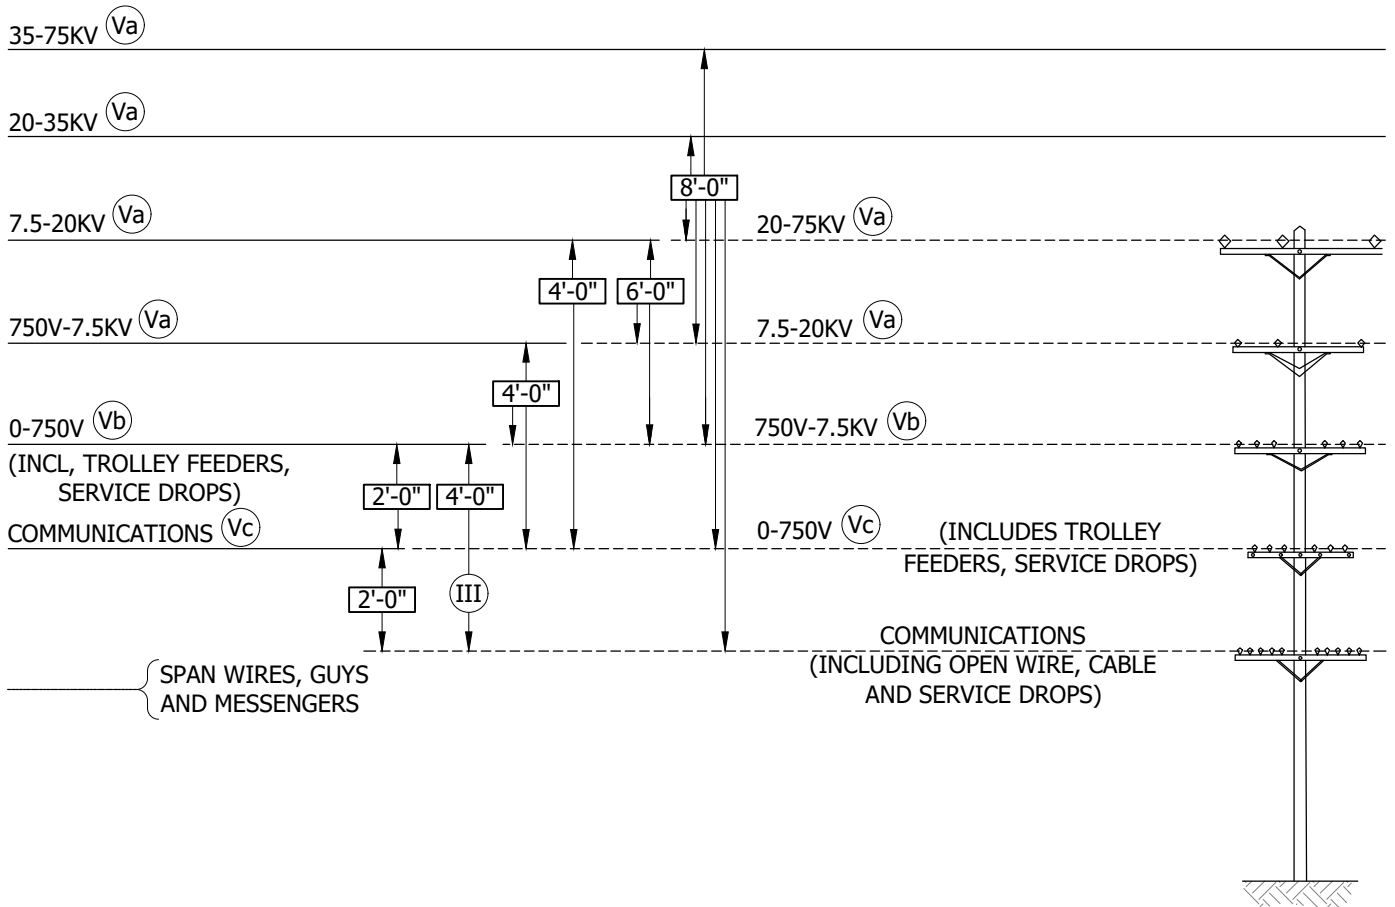 35-75KV Va
20-35KV Va
8'-0"
7.5-20KV Va
20-75KV Va
4'-0"
6'-0"
750V-7.5KV Va
7.5-20KV Va
4'-0"
0-750V Vb
750V-7.5KV Vb
(INCL, TROLLEY FEEDERS,
SERVICE DROPS)
2'-0"
4'-0"
COMMUNICATIONS Vc
0-750V Vc
(INCLUDES TROLLEY
FEEDERS, SERVICE DROPS)
2'-0"
III
COMMUNICATIONS
(INCLUDING OPEN WIRE, CABLE
AND SERVICE DROPS)
SPAN WIRES, GUYS
AND MESSENGERS